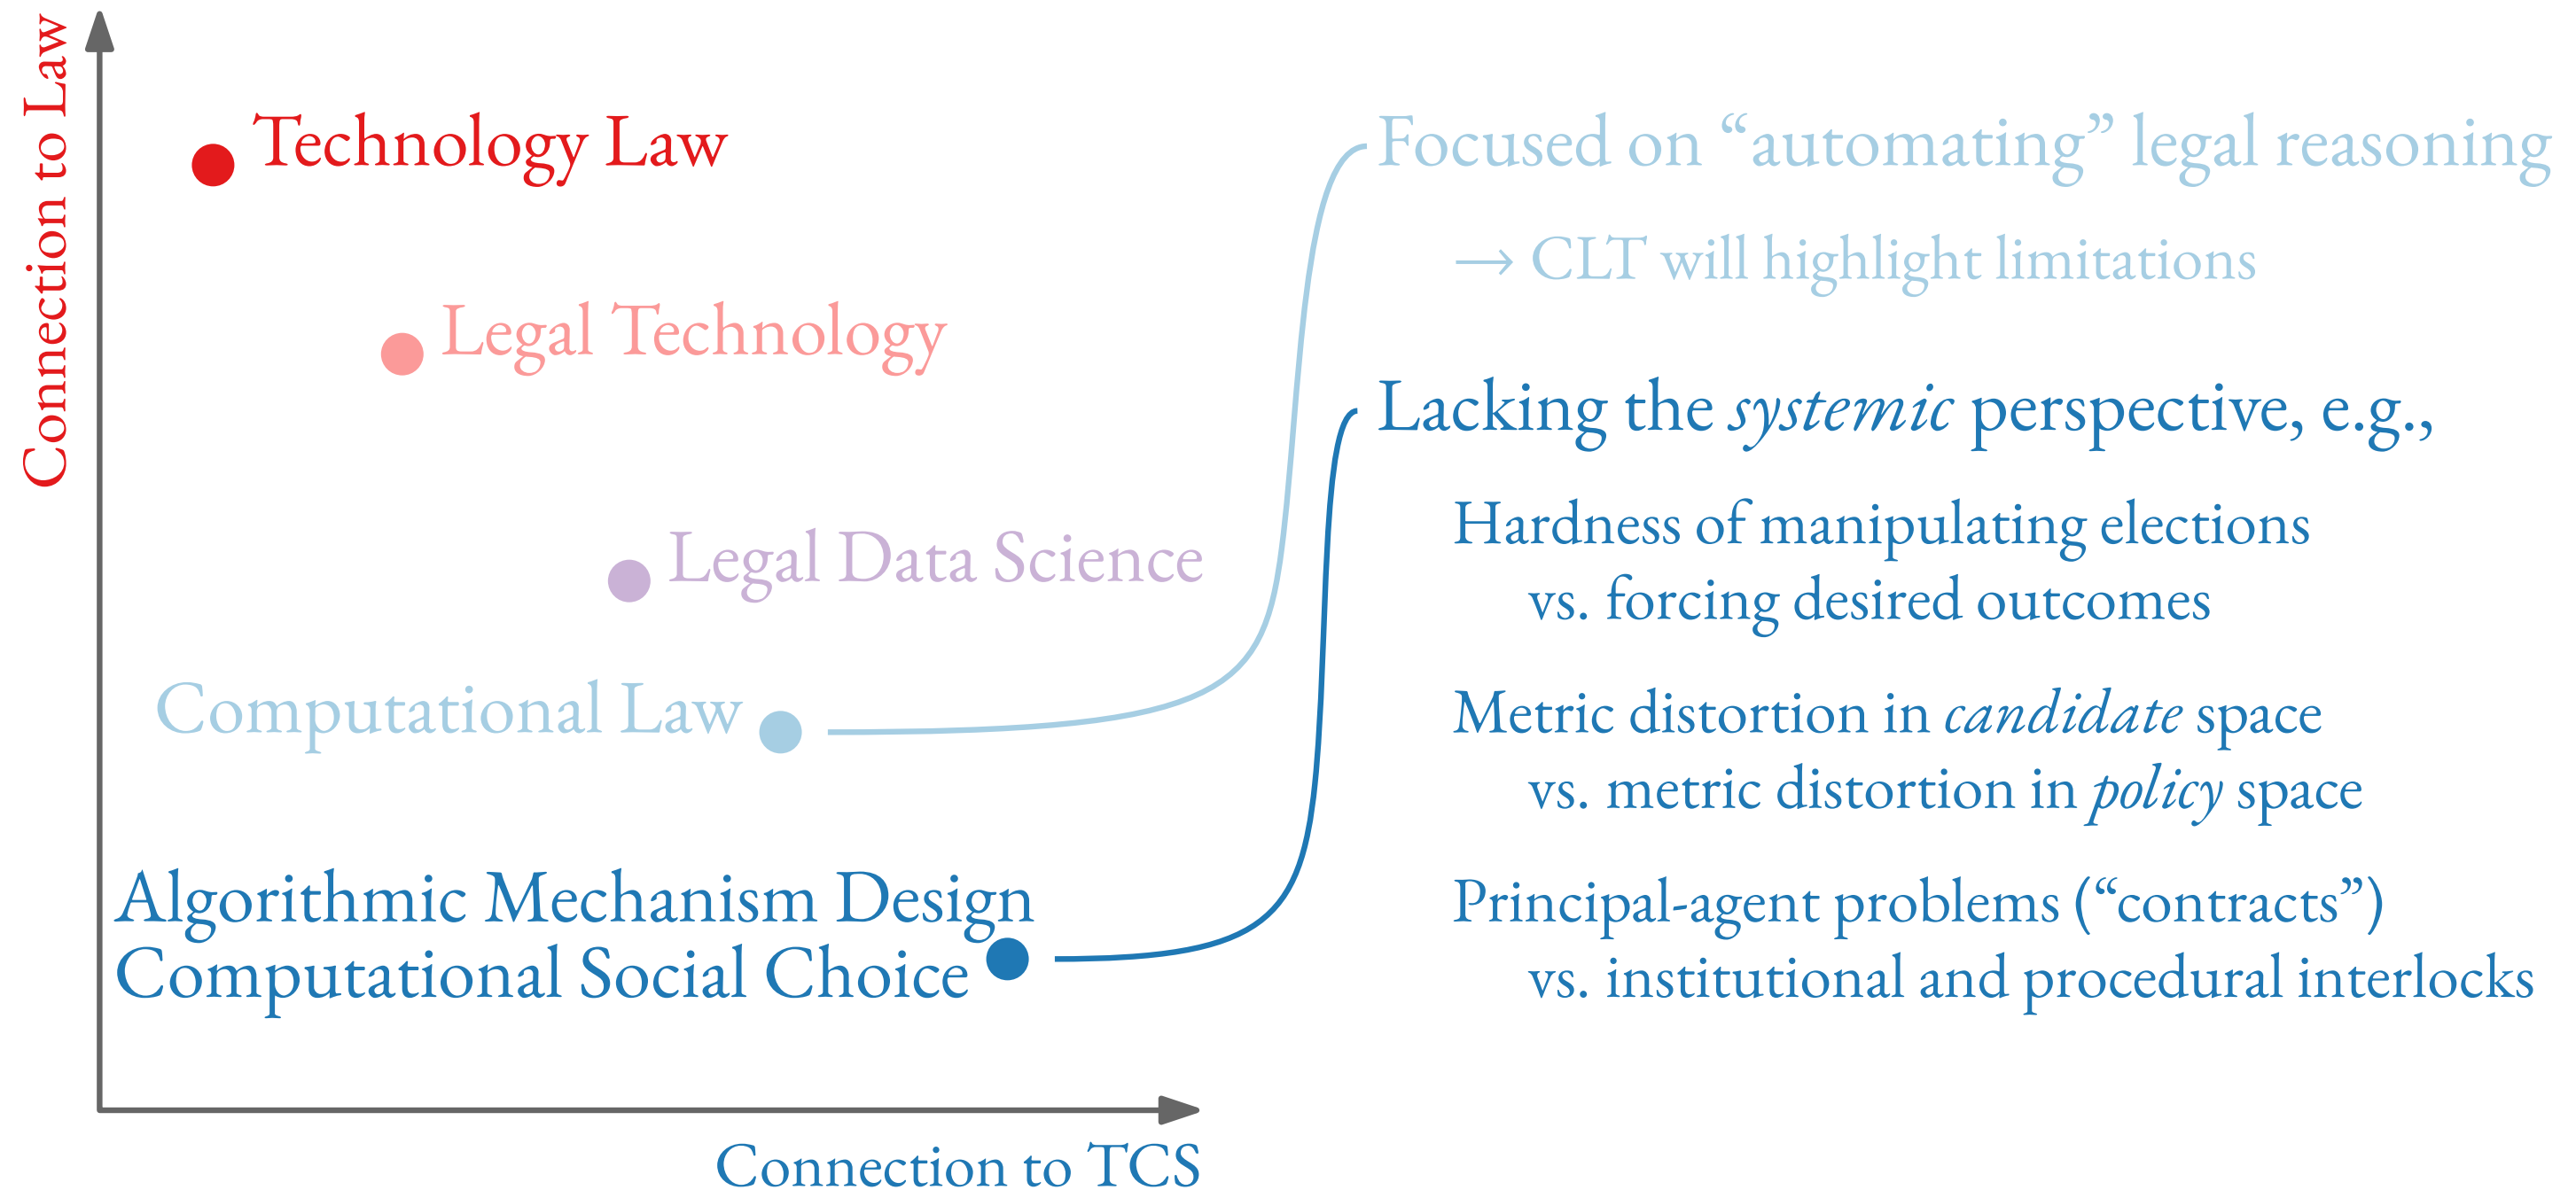 Connection to Law
Technology Law
Legal Technology
Legal Data Science
Computational Law
Algorithmic Mechanism Design
Computational Social Choice
Connection to TCS
Focused on “automating” legal reasoning
→ CLT will highlight limitations
Lacking the systemic perspective, e.g.,
Hardness of manipulating elections
vs. forcing desired outcomes
Metric distortion in candidate space
vs. metric distortion in policy space
Principal-agent problems (“contracts”)
vs. institutional and procedural interlocks